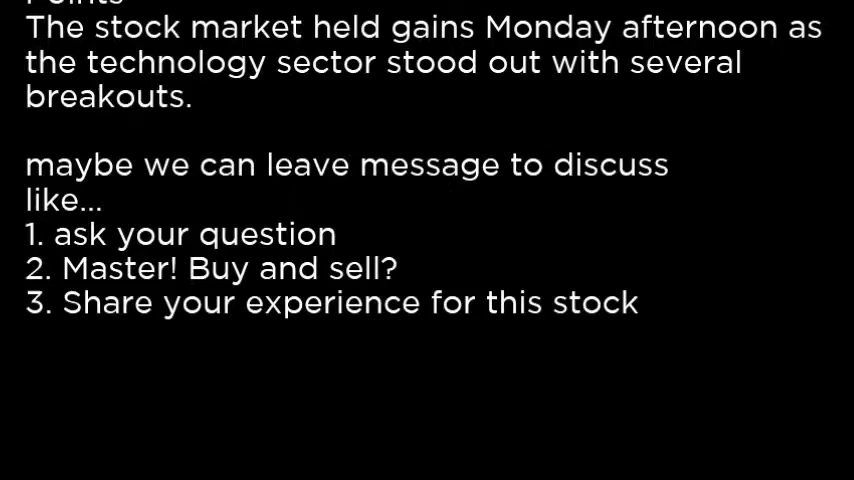 Points
The stock market held gains Monday afternoon as
the technology sector stood out with several
breakouts.
maybe we can leave message to discuss
like...
1. ask your question
2. Master! Buy and sell?
3. Share your experience for this stock